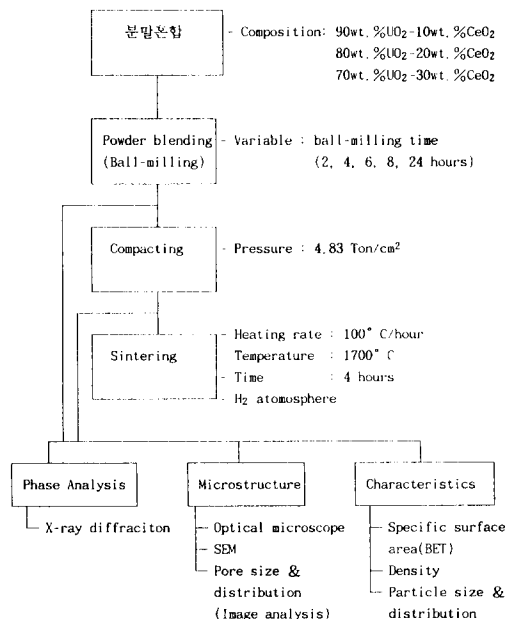 분말혼합
- Composition: 90wt.%UO2-10wt.%CeO2
80wt.%UO2-20wt.%CeO2
70wt.%UO2-30wt.%CeO2
Powder blending
(Ball-milling)
- Variable : ball-milling time
(2, 4, 6, 8, 24 hours)
Compacting
- Pressure : 4.83 Ton/cm2
Sintering
- Heating rate : 100° C/hour
Temperature : 1700° C
- Time : 4 hours
- H2 atomosphere
Phase Analysis
- X-ray diffraciton
Microstructure
- Optical microscope
- SEM
- Pore size &
distribution
(Image analysis)
Characteristics
- Specific surface
area(BET)
- Density
- Particle size &
distribution